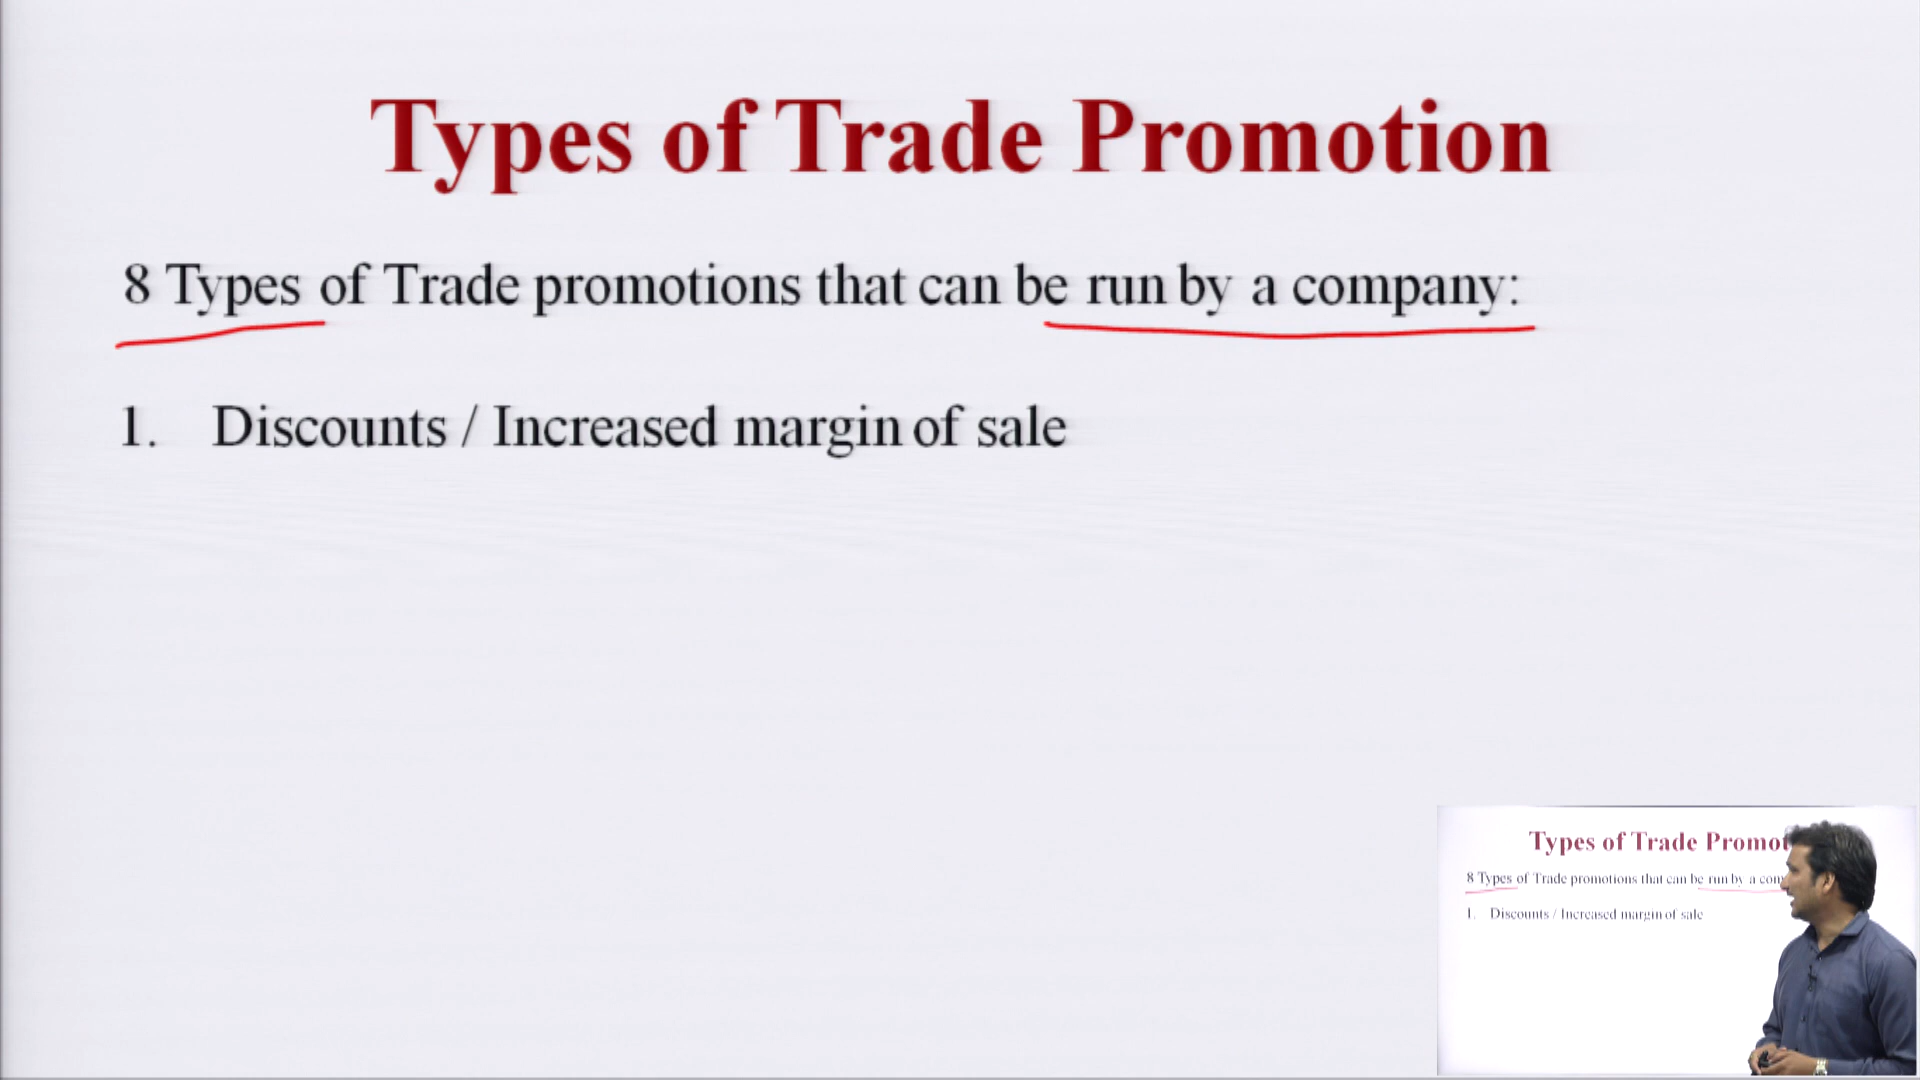 Types of Trade Promotion
8 Types of Trade promotions that can be run by a company:
1. Discounts / Increased margin of sale
Types of Trade Promot
8 Types of Trade promotions that can be run by a com
1. Discounts / Increased margin of sale